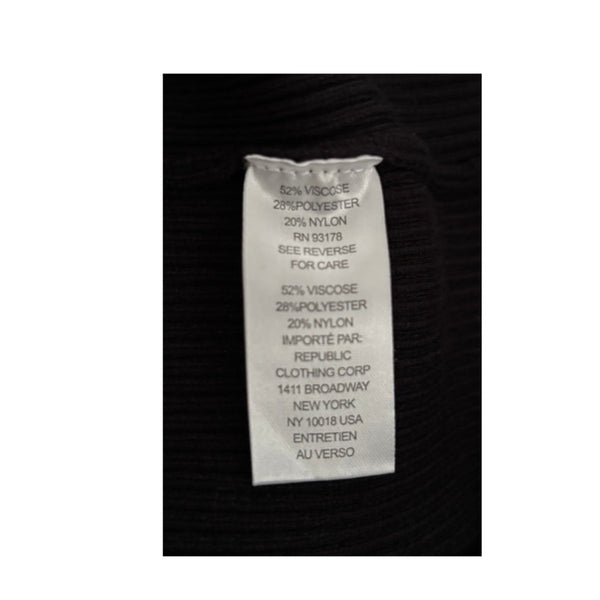 52% VISCOSE
28%POLYESTER
20% NYLON
RN 93178
SEE REVERSE
FOR CARE
52% VISCOSE
28%POLYESTER
20% NYLON
IMPORTÉ PAR:
REPUBLIC
CLOTHING CORP
1411 BROADWAY
NEW YORK
NY 10018 USA
ENTRETIEN
AU VERSO